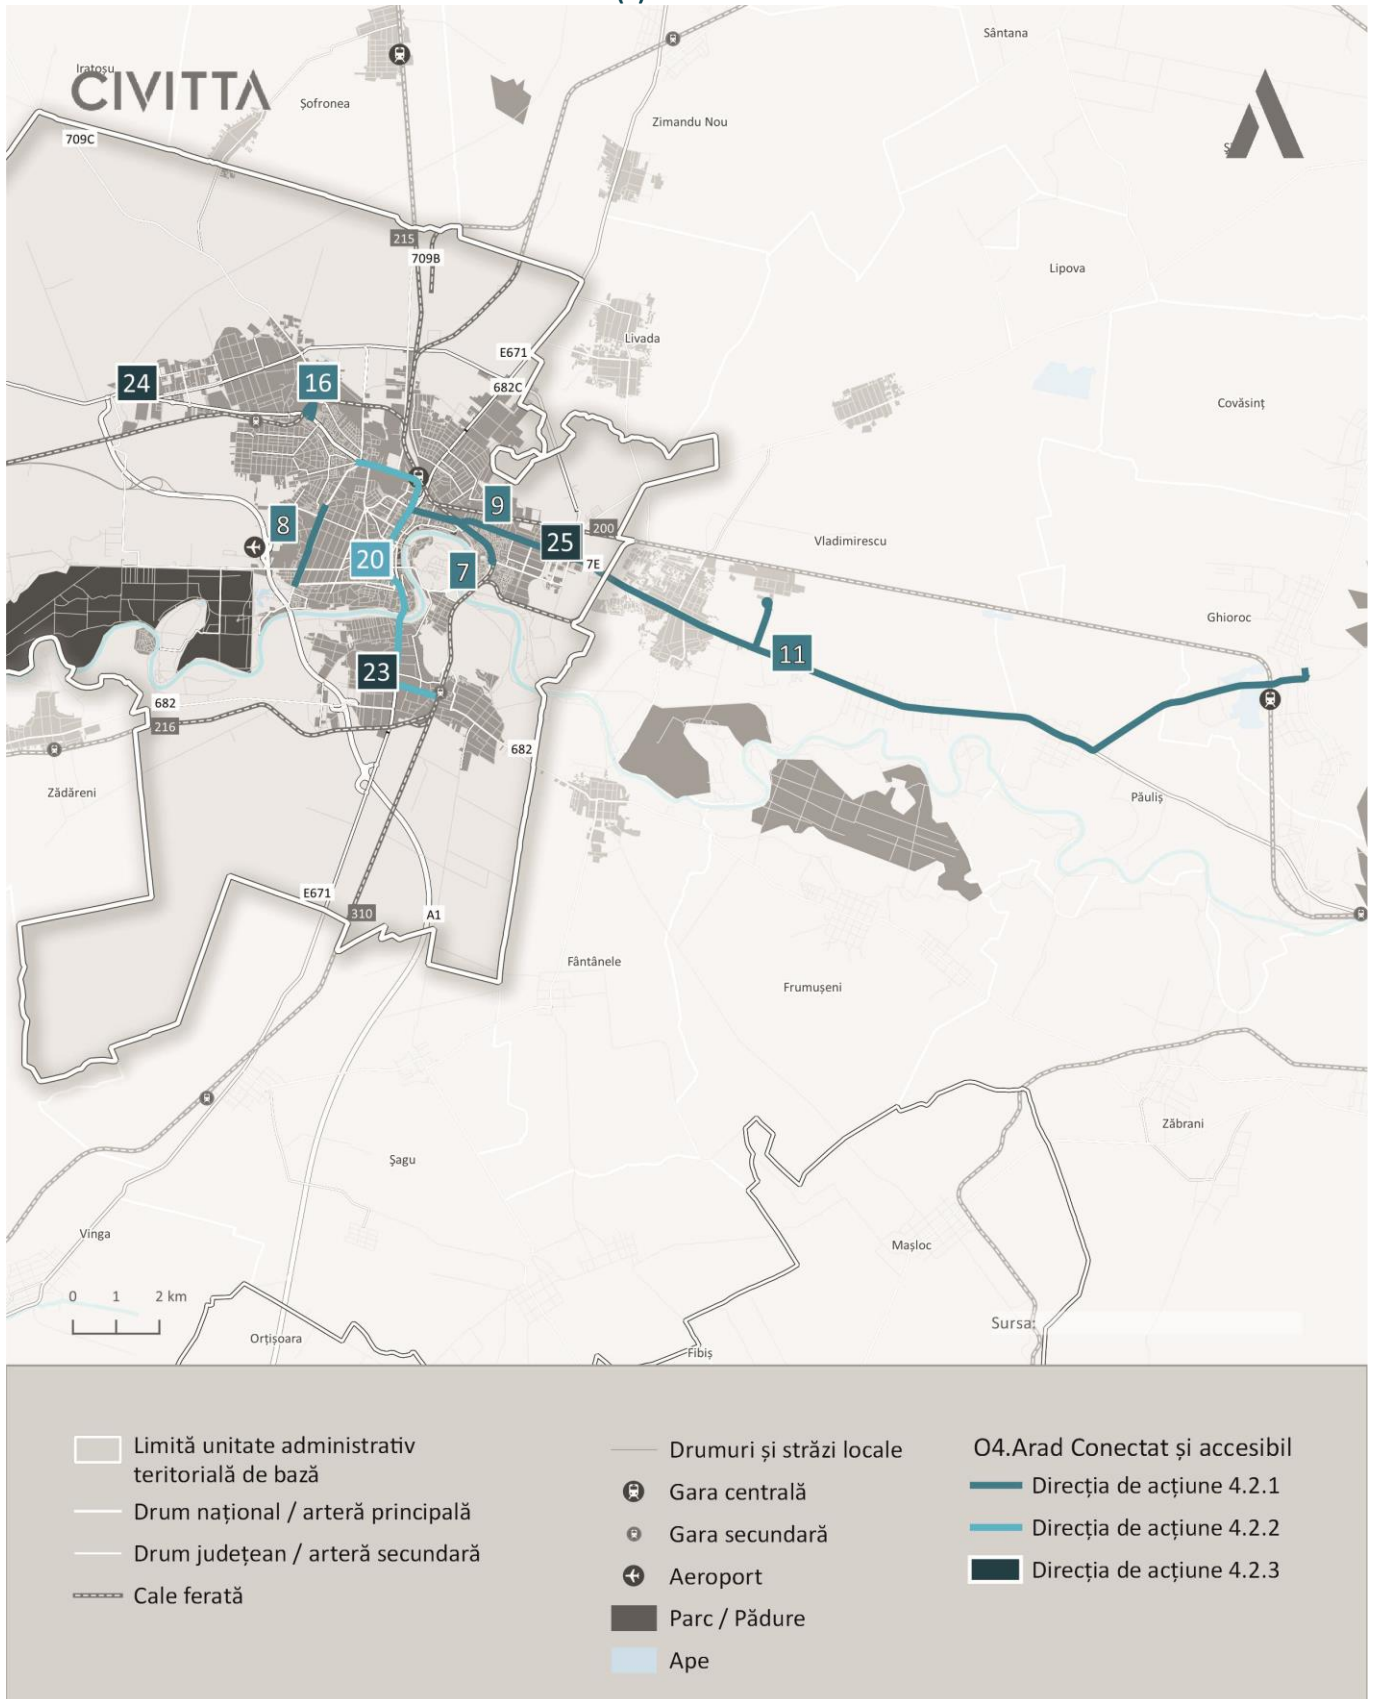 Iratoșu
CIVITTA
Șofronea
Sântana
Zimandu Nou
709C
215
709B
Lipova
Livada
E671
682C
24
16
Covăsinț
9
8
25
200
20
7
7E
Vladimirescu
Ghioroc
11
23
682
216
682
Zădăreni
Păuliș
E671
310
A1
Fântânele
Frumușeni
Zăbrani
Șagu
Vinga
Mașloc
0 1 2 km
Orțișoara
Sursa:
Fibiș
Limită unitate administrativ
teritorială de bază
Drum național / arteră principală
Drum județean / arteră secundară
Cale ferată
Drumuri și străzi locale
Gara centrală
Gara secundară
Aeroport
Parc / Pădure
Ape
O4.Arad Conectat și accesibil
Direcția de acțiune 4.2.1
Direcția de acțiune 4.2.2
Direcția de acțiune 4.2.3